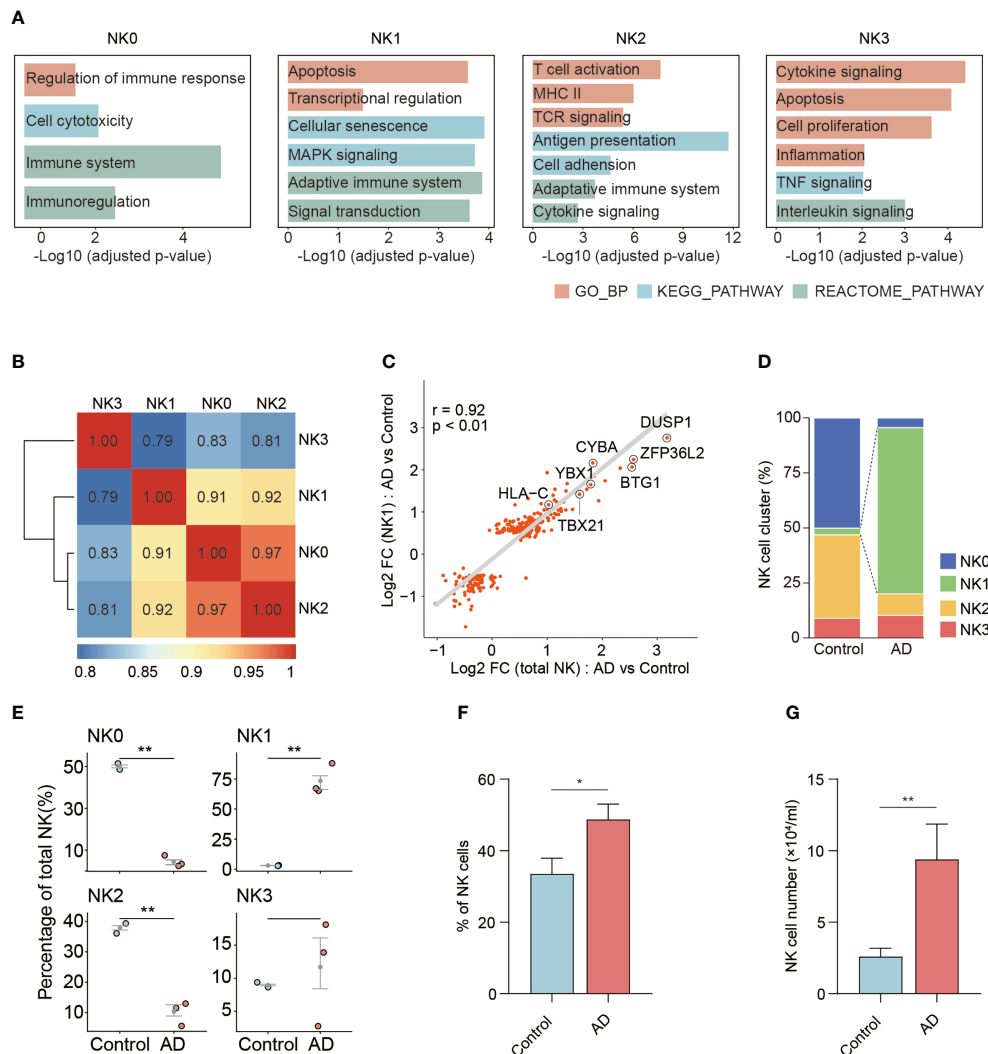 A
NK0
NK1
NK2
NK3
Regulation of immune response
Cell cytotoxicity
Immune system
Immunoregulation
0 2 4
-Log10 (adjusted p-value)
Apoptosis
Transcriptional regulation
Cellular senescence
MAPK signaling
Adaptive immune system
Signal transduction
0 1 2 3 4
-Log10 (adjusted p-value)
T cell activation
MHC II
TCR signaling
Antigen presentation
Cell adhension
Adaptative immune system
Cytokine signaling
0 3 6 9 12
-Log10 (adjusted p-value)
Cytokine signaling
Apoptosis
Cell proliferation
Inflammation
TNF signaling
Interleukin signaling
0 1 2 3 4
-Log10 (adjusted p-value)
GO_BP KEGG_PATHWAY REACTOME_PATHWAY
B
NK3 NK1 NK0 NK2
1.00 0.79 0.83 0.81 NK3
0.79 1.00 0.91 0.92 NK1
0.83 0.91 1.00 0.97 NK0
0.81 0.92 0.97 1.00 NK2
0.8 0.85 0.9 0.95 1
C
Log2 FC (NK1) : AD vs Control
3
2
1
0
−1
r = 0.92
p < 0.01
DUSP1
CYBA
ZFP36L2
YBX1
BTG1
HLA−C
TBX21
−1 0 1 2 3
Log2 FC (total NK) : AD vs Control
D
NK cell cluster (%)
100
75
50
25
0
Control AD
NK0
NK1
NK2
NK3
E
Percentage of total NK(%)
NK0
**
50
30
10
NK1
**
75
50
25
0
NK2
**
40
30
20
10
NK3
15
10
5
Control AD
Control AD
F
% of NK cells
60
40
20
0
*
Control
AD
G
NK cell number (×10⁴/ml)
15
10
5
0
**
Control
AD